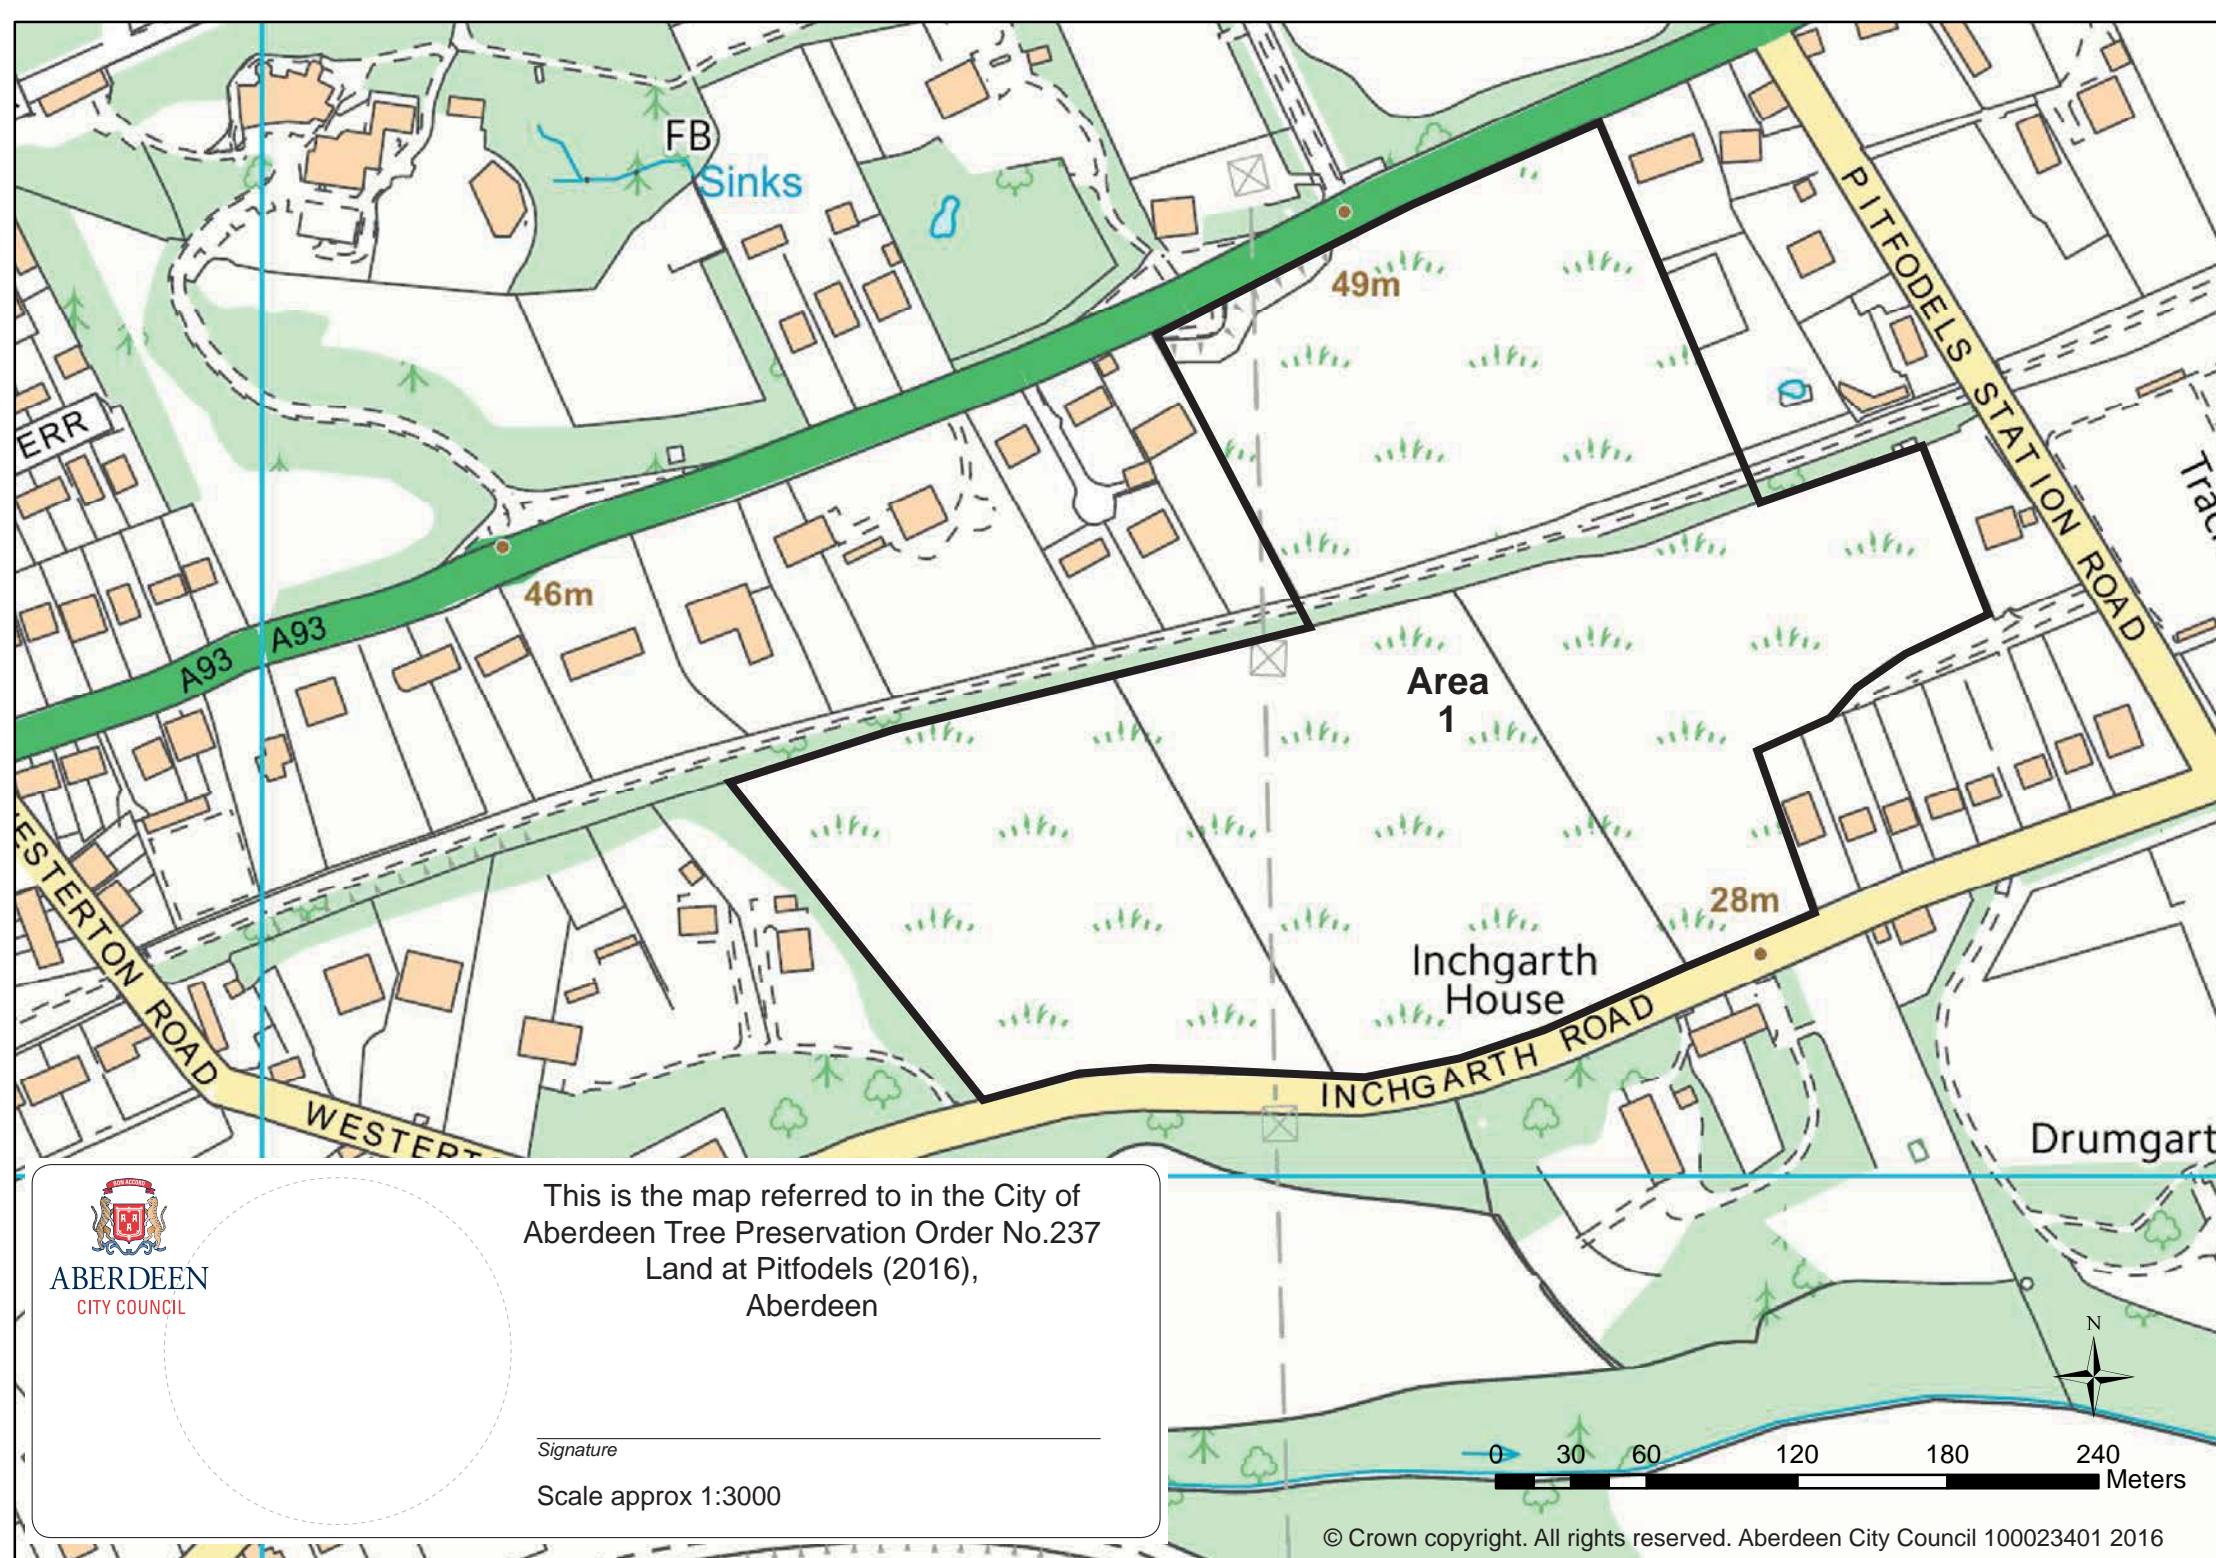 FB
Sinks
49m
PITFODELS STATION ROAD
ERR
46m
A93
A93
Area
1
28m
Inchgarth
House
INCHGARTH ROAD
WESTERTON ROAD
Drumgart
BON ACCORD
ABERDEEN
CITY COUNCIL
This is the map referred to in the City of
Aberdeen Tree Preservation Order No.237
Land at Pitfodels (2016),
Aberdeen
Signature
Scale approx 1:3000
N
0 30 60 120 180 240
Meters
© Crown copyright. All rights reserved. Aberdeen City Council 100023401 2016